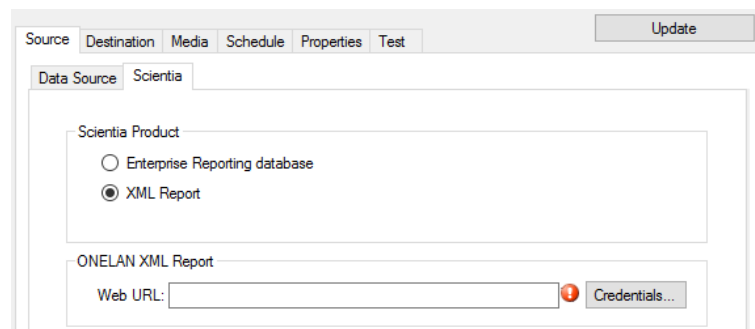 Update
Source Destination Media Schedule Properties Test
Data Source Scientia
Scientia Product
Enterprise Reporting database
XML Report
ONELAN XML Report
Web URL: Credentials...